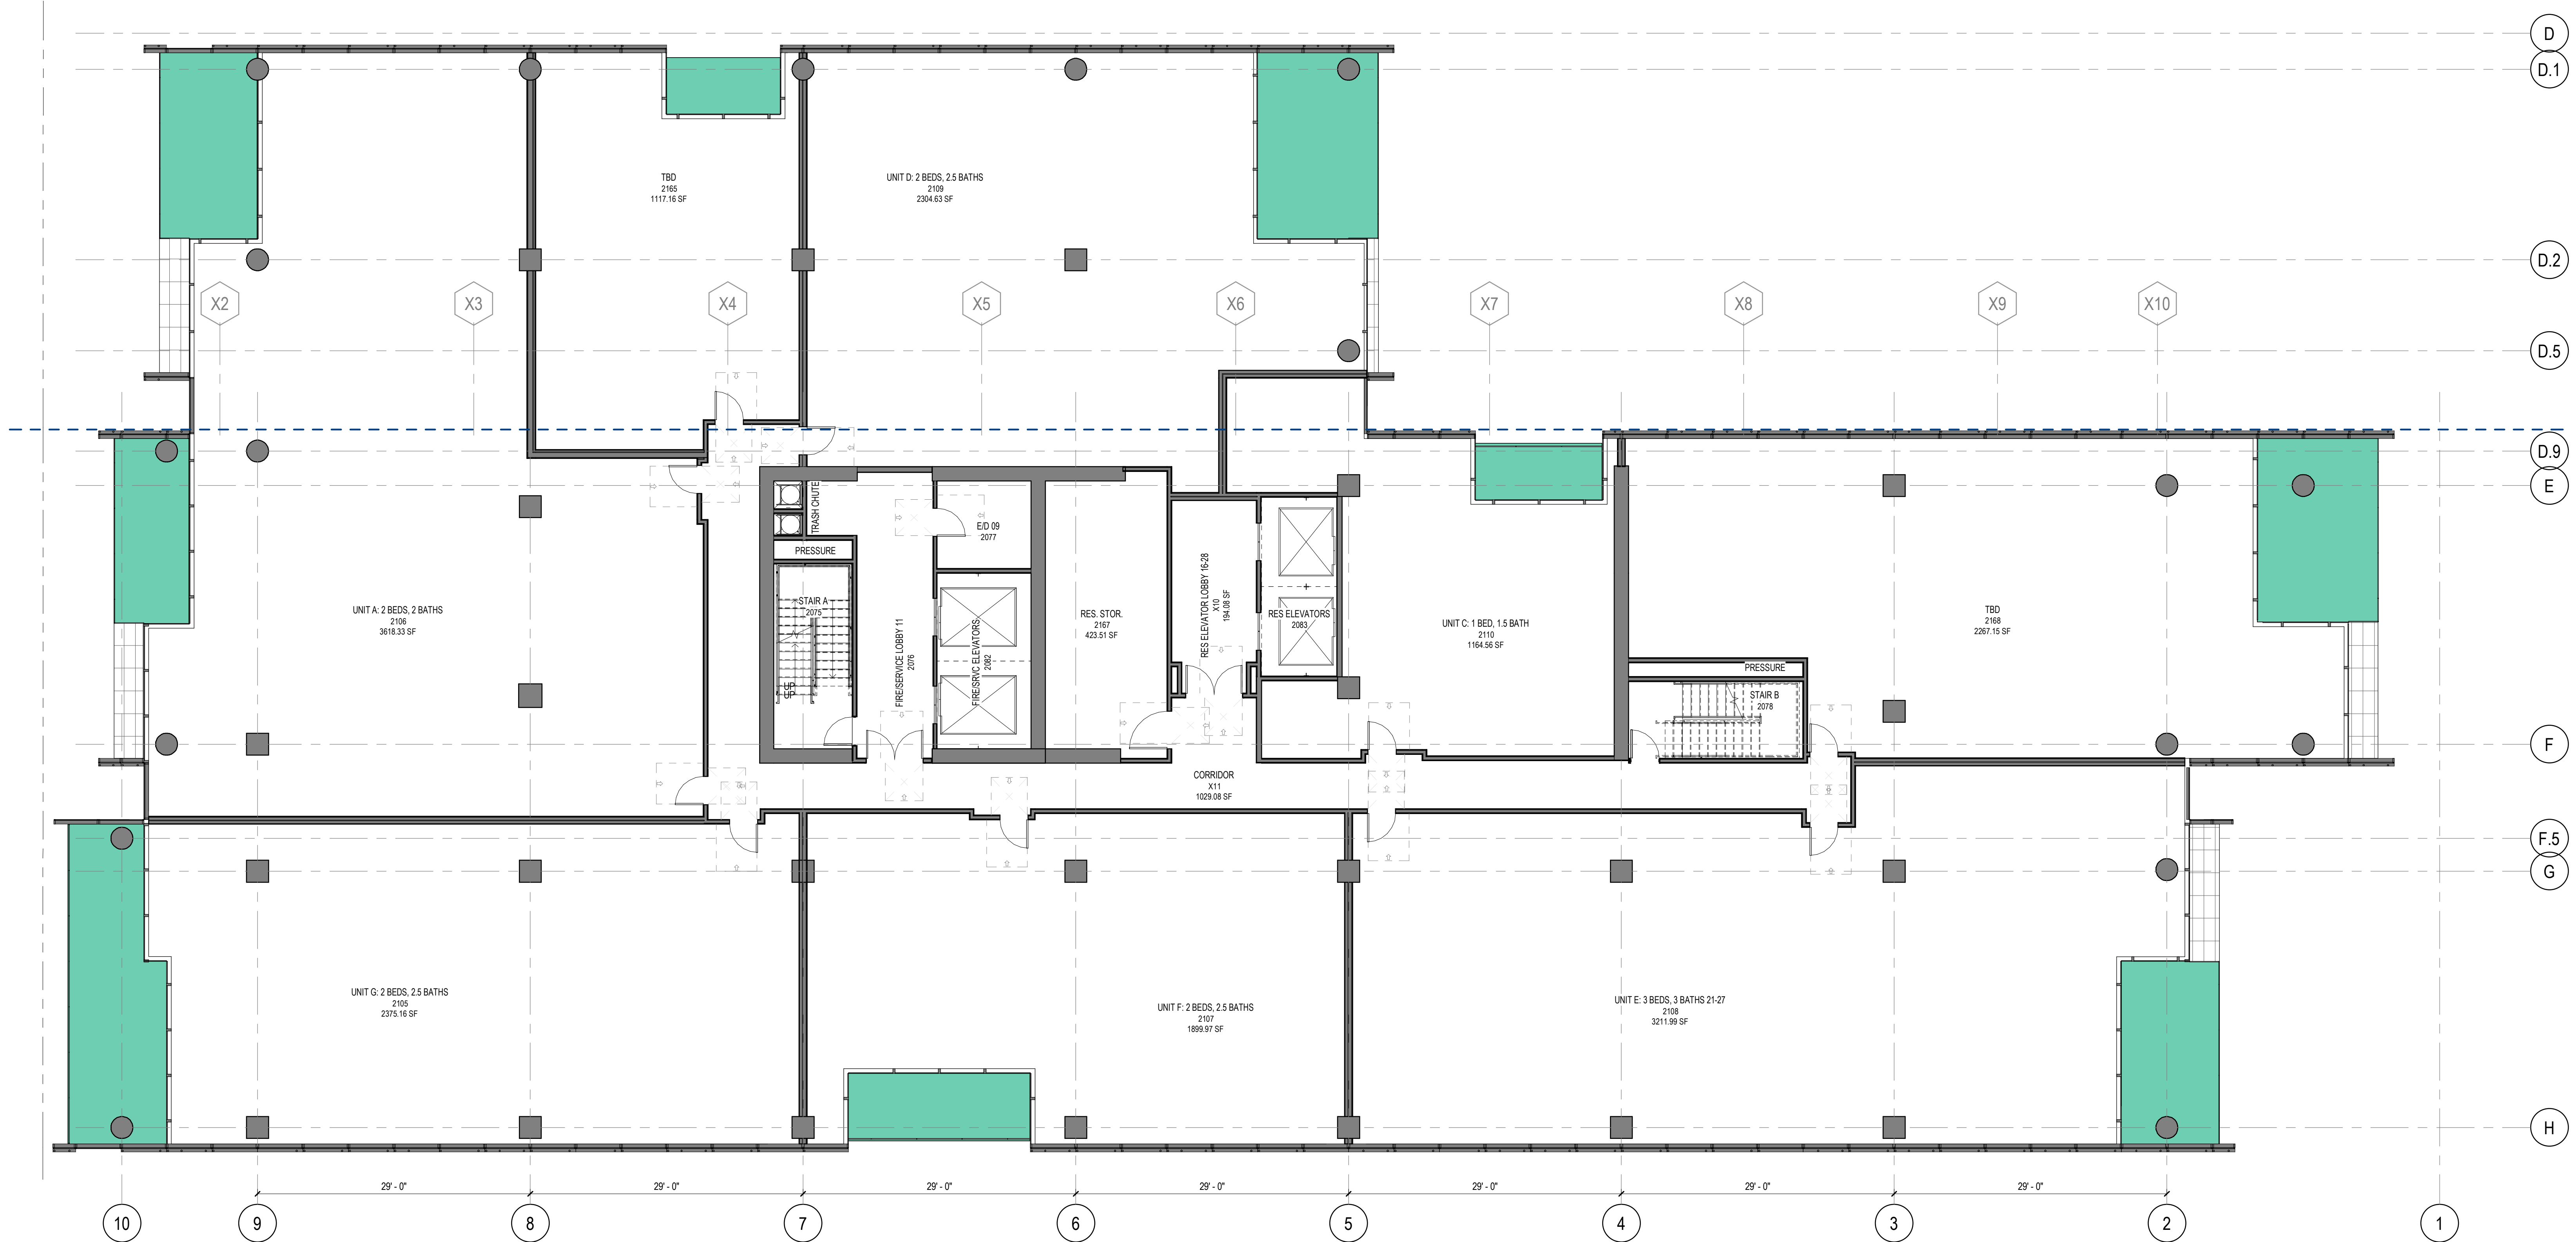 D
D.1
TBD
2165
1117.16 SF
UNIT D: 2 BEDS, 2.5 BATHS
2109
2304.63 SF
D.2
X2
X3
X4
X5
X6
X7
X8
X9
X10
D.5
D.9
E
TRASH CHUTE
PRESSURE
E/D 09
2077
STAIR A
2075
UP
UP
FIRE/SERVICE LOBBY 11
2076
FIRE/SRVC ELEVATORS
2082
RES. STOR.
2167
423.51 SF
RES ELEVATOR LOBBY 16-28
X10
194.08 SF
RES ELEVATORS
2083
UNIT A: 2 BEDS, 2 BATHS
2106
3618.33 SF
UNIT C: 1 BED, 1.5 BATH
2110
1164.56 SF
TBD
2168
2267.15 SF
PRESSURE
STAIR B
2078
F
CORRIDOR
X11
1029.08 SF
F.5
G
UNIT G: 2 BEDS, 2.5 BATHS
2105
2375.16 SF
UNIT F: 2 BEDS, 2.5 BATHS
2107
1899.97 SF
UNIT E: 3 BEDS, 3 BATHS 21-27
2108
3211.99 SF
H
29' - 0"
29' - 0"
29' - 0"
29' - 0"
29' - 0"
29' - 0"
29' - 0"
10
9
8
7
6
5
4
3
2
1